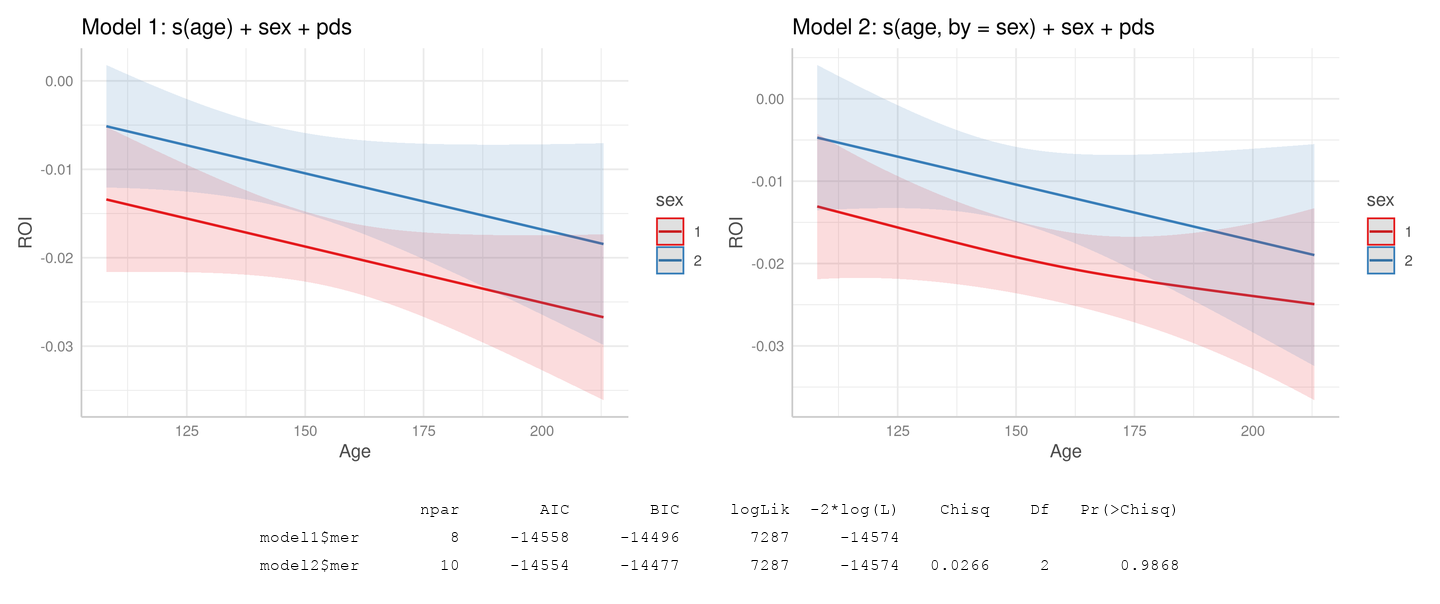 Model 1: s(age) + sex + pds
0.00
-0.01
-0.02
-0.03
ROI
125 150 175 200
Age
sex
1
2
Model 2: s(age, by = sex) + sex + pds
0.00
-0.01
-0.02
-0.03
ROI
125 150 175 200
Age
sex
1
2
npar AIC BIC logLik -2*log(L) Chisq Df Pr(>Chisq)
model1$mer 8 -14558 -14496 7287 -14574
model2$mer 10 -14554 -14477 7287 -14574 0.0266 2 0.9868